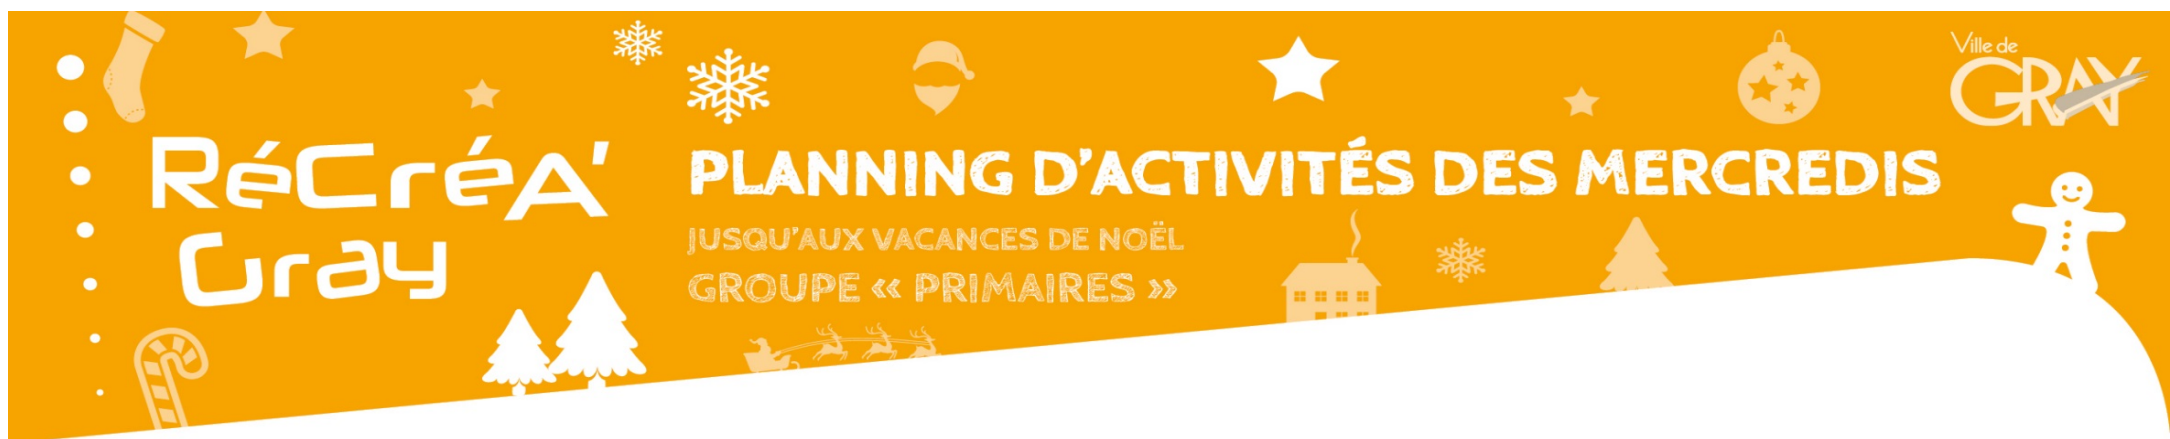 Ville de
GRAY
RéCréA'
Gray
PLANNING D'ACTIVITÉS DES MERCREDIS
JUSQU'AUX VACANCES DE NOËL
GROUPE « PRIMAIRES »